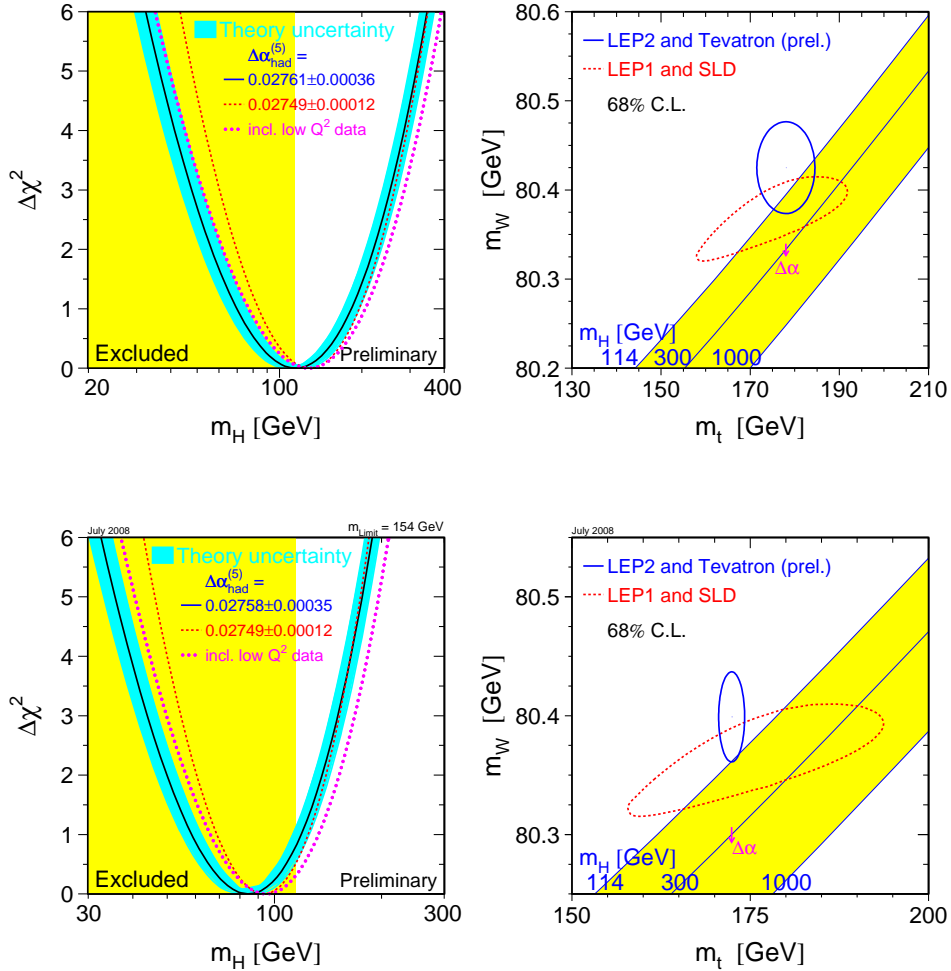 6
5
4
3
2
1
0
Δχ²
Theory uncertainty
Δα(5)had =
0.02761±0.00036
0.02749±0.00012
incl. low Q² data
Excluded
Preliminary
20
100
400
mH [GeV]
80.6
80.5
80.4
80.3
80.2
mW [GeV]
LEP2 and Tevatron (prel.)
LEP1 and SLD
68% C.L.
Δα
mH [GeV]
114 300 1000
130 150 170 190 210
mt [GeV]
July 2008
mLimit = 154 GeV
6
5
4
3
2
1
0
Δχ²
Theory uncertainty
Δα(5)had =
0.02758±0.00035
0.02749±0.00012
incl. low Q² data
Excluded
Preliminary
30
100
300
mH [GeV]
July 2008
80.5
80.4
80.3
mW [GeV]
LEP2 and Tevatron (prel.)
LEP1 and SLD
68% C.L.
Δα
mH [GeV]
114 300 1000
150 175 200
mt [GeV]